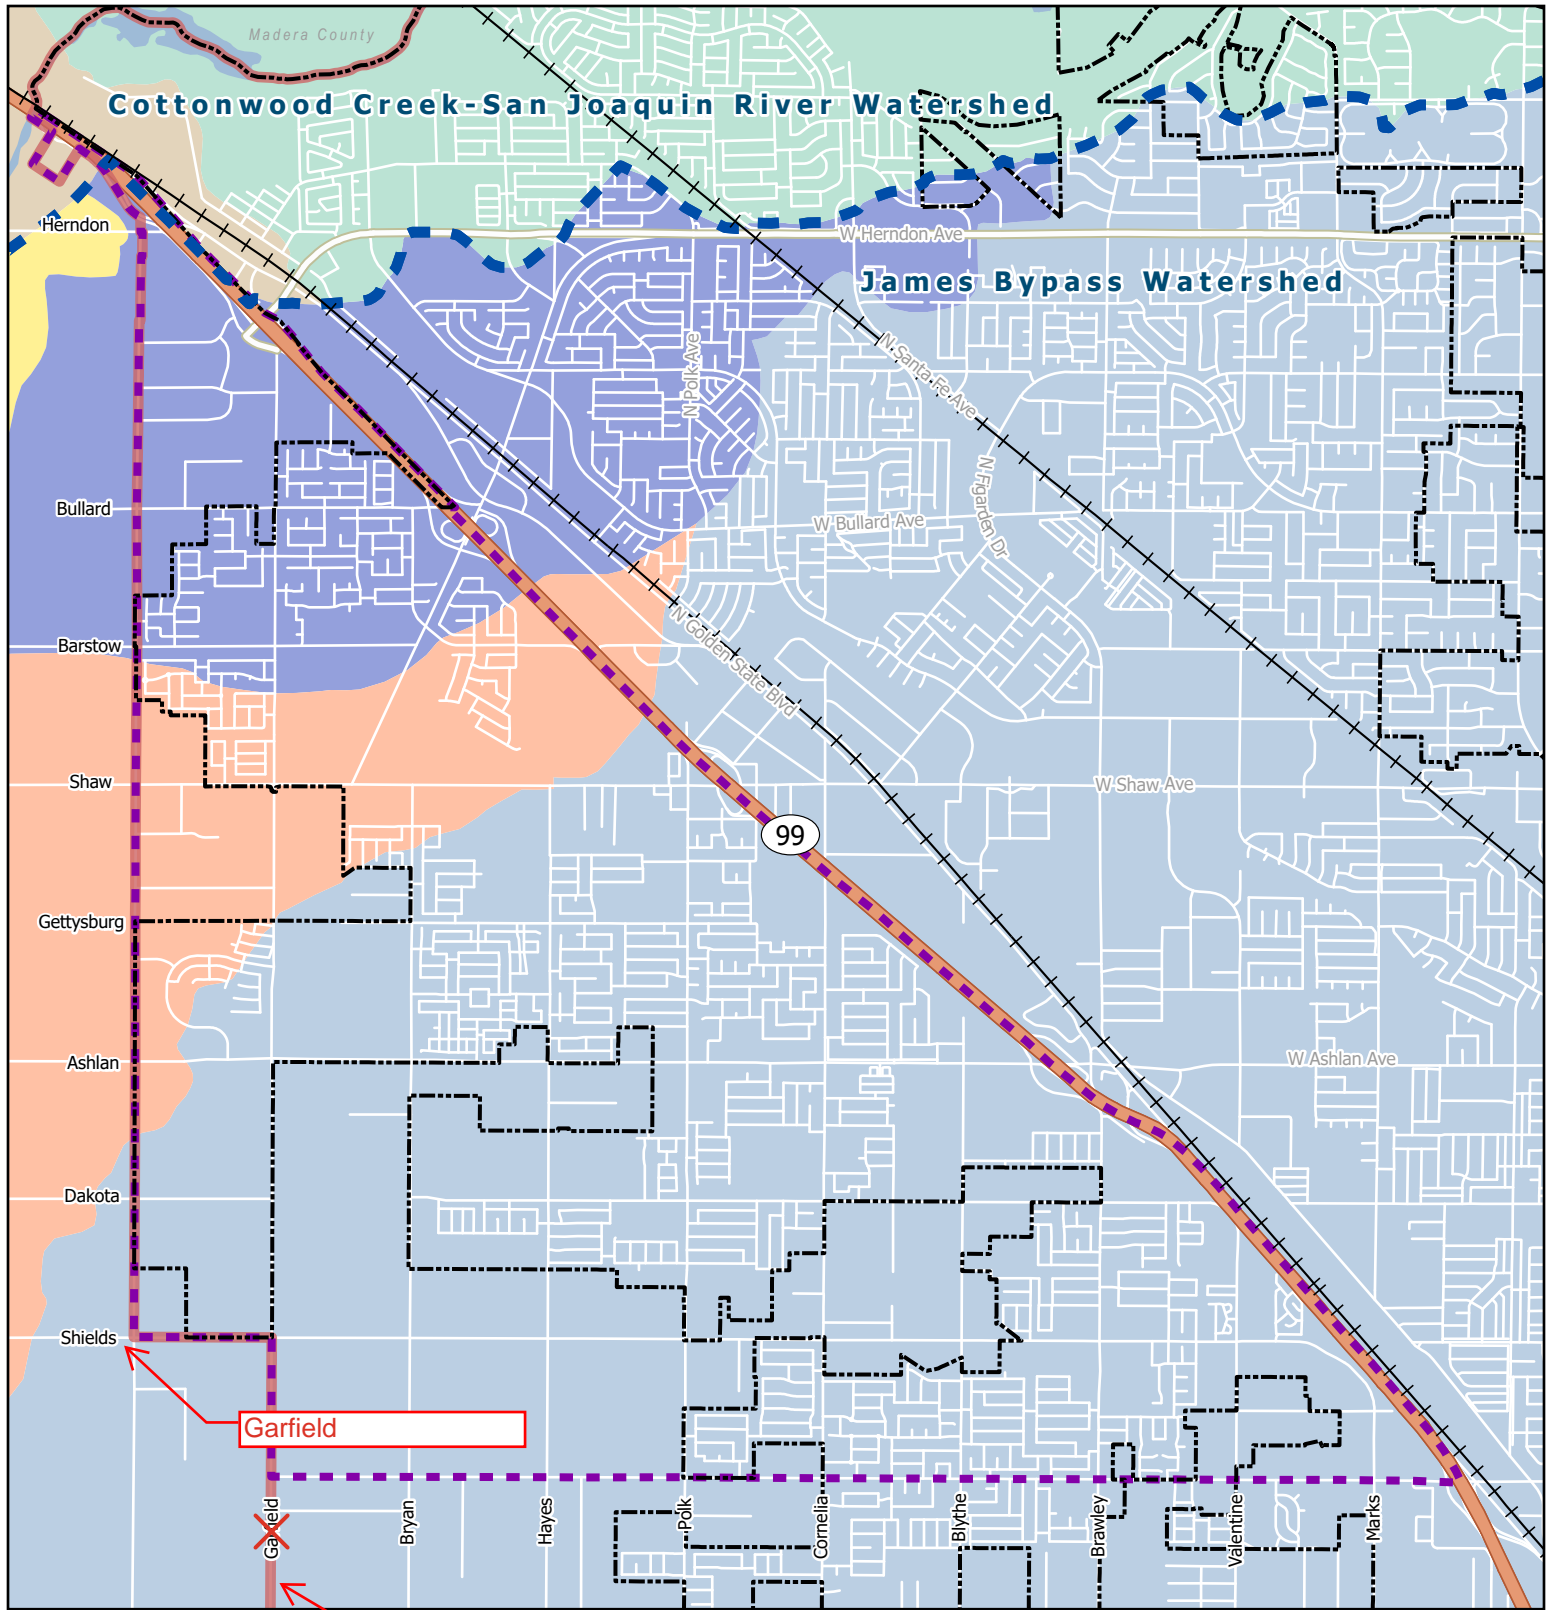 Madera County
Cottonwood Creek-San Joaquin River Watershed
Herndon
W Herndon Ave
James Bypass Watershed
N Polk Ave
N Santa Fe Ave
N Figarden Dr
Bullard
W Bullard Ave
Barstow
N Golden State Blvd
Shaw
W Shaw Ave
99
Gettysburg
Ashlan
W Ashlan Ave
Dakota
Shields
Garfield
Garfield
Bryan
Hayes
Polk
Cornelia
Blythe
Brawley
Valentine
Marks